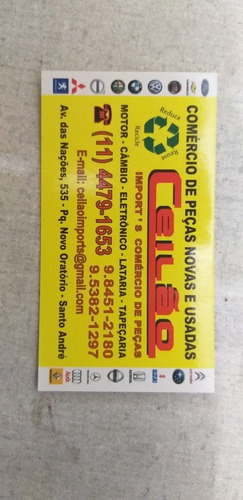 COMÉRCIO DE PEÇAS NOVAS E USADAS
Reduza
Reuse
Recicle
CEILÃO
IMPORT'S COMÉRCIO DE PEÇAS
MOTOR - CÂMBIO - ELETRÔNICO - LATARIA - TAPEÇARIA
(11) 4479-1653
9.8451-2180
9.5382-1297
E-mail: ceilaoimports@gmail.com
Av. das Nações, 535 - Pq. Novo Oratório - Santo André